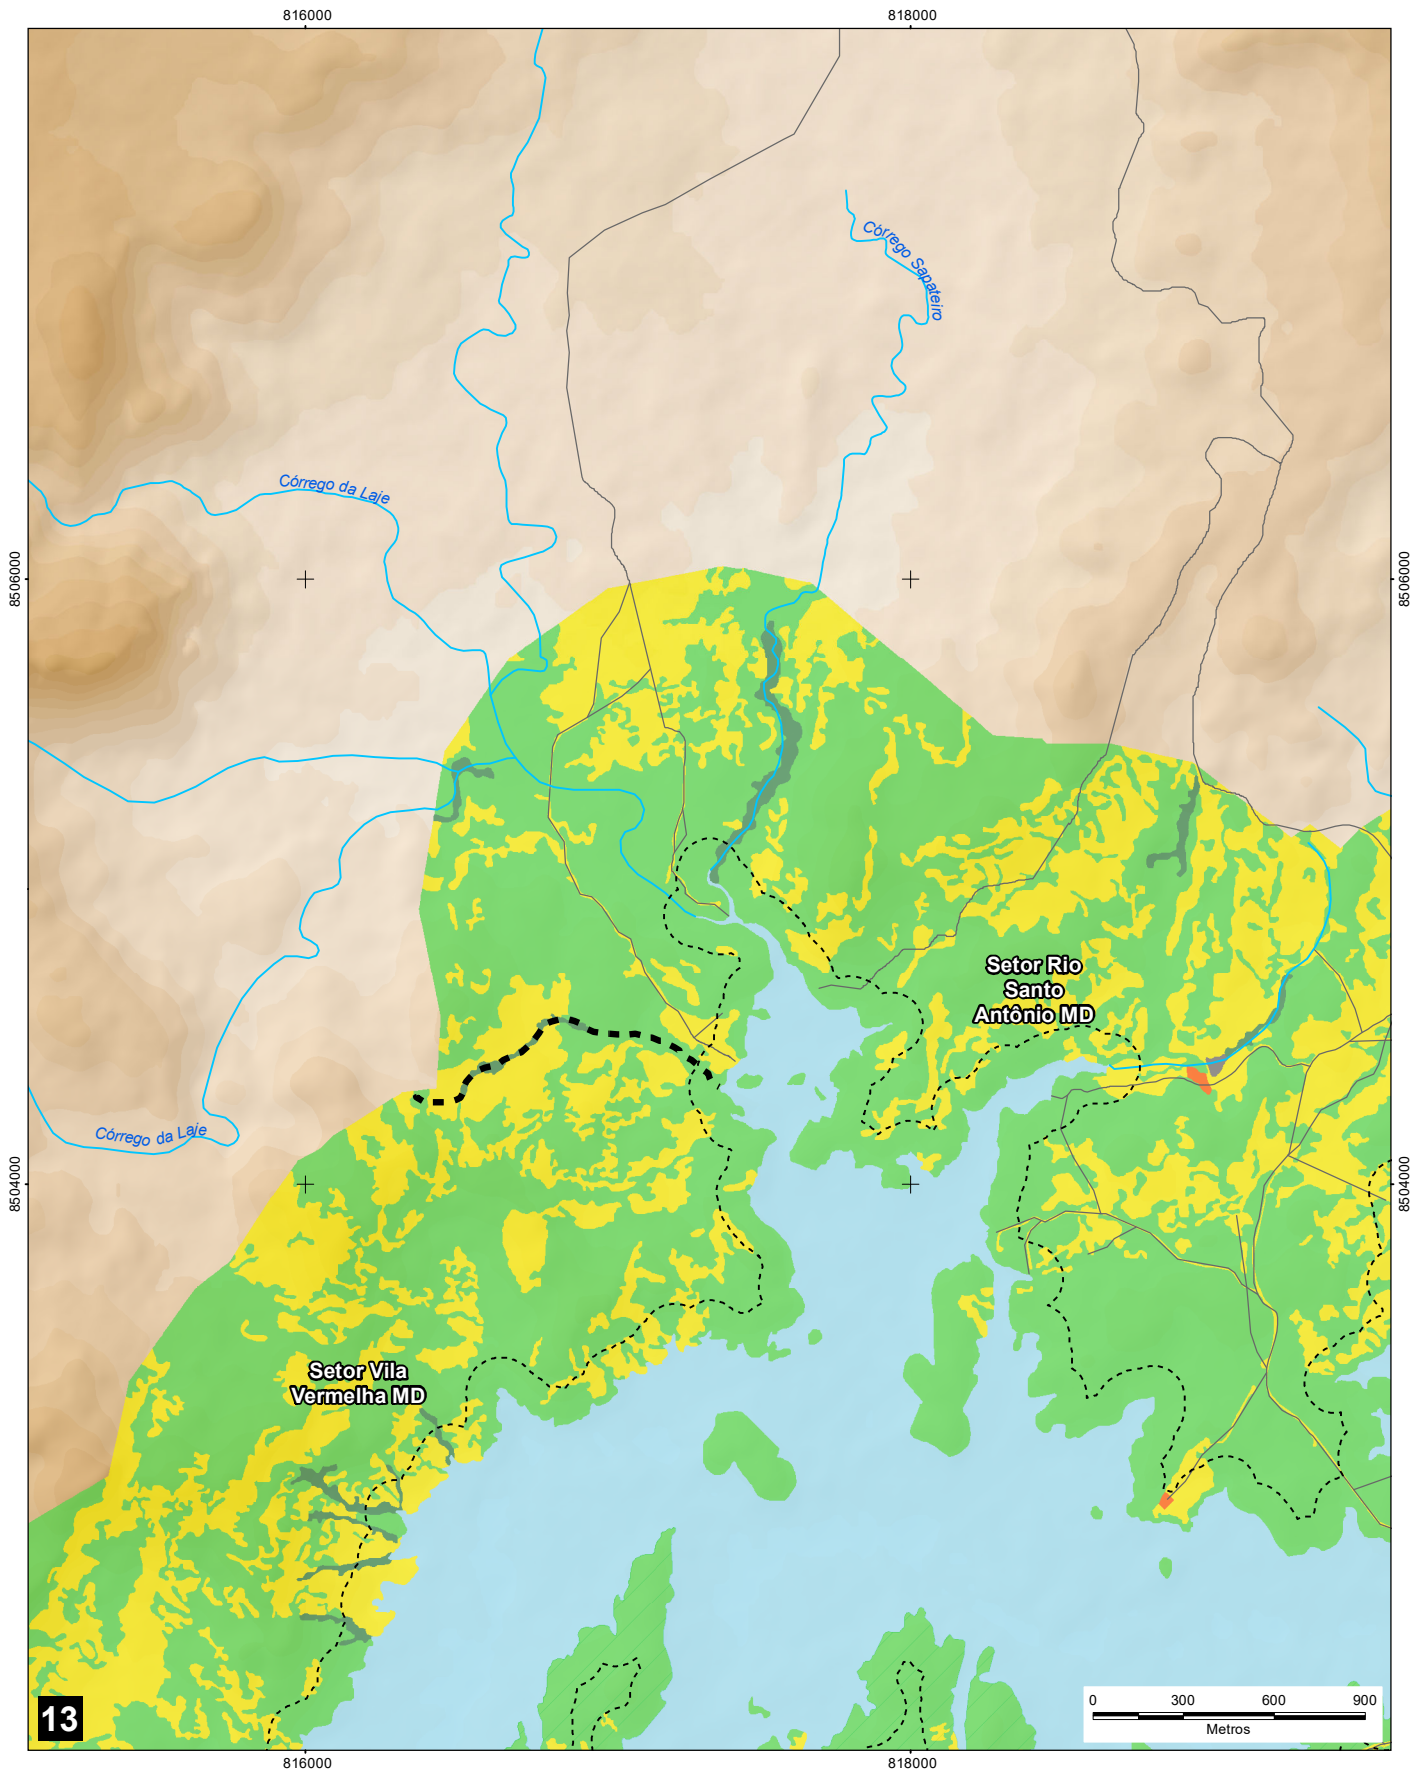 816000
818000
Córrego Sapateiro
Córrego da Laje
8506000
8506000
Setor Rio
Santo
Antônio MD
Córrego da Laje
8504000
8504000
Setor Vila
Vermelha MD
13
0
300
600
900
Metros
816000
818000